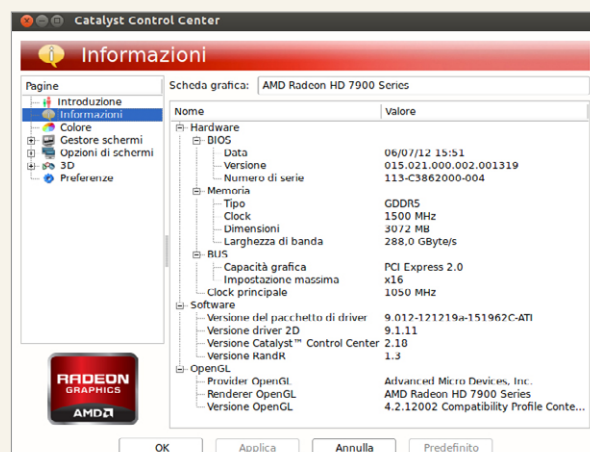 Catalyst Control Center
Informazioni
Pagine
Introduzione
Informazioni
Colore
Gestore schermi
Opzioni di schermi
3D
Preferenze
Scheda grafica: AMD Radeon HD 7900 Series
Nome Valore
Hardware
BIOS
Data 06/07/12 15:51
Versione 015.021.000.002.001319
Numero di serie 113-C3862000-004
Memoria
Tipo GDDR5
Clock 1500 MHz
Dimensioni 3072 MB
Larghezza di banda 288,0 GByte/s
BUS
Capacità grafica PCI Express 2.0
Impostazione massima x16
Clock principale 1050 MHz
Software
Versione del pacchetto di driver 9.012-121219a-151962C-ATI
Versione driver 2D 9.1.11
Versione Catalyst™ Control Center 2.18
Versione RandR 1.3
OpenGL
Provider OpenGL Advanced Micro Devices, Inc.
Renderer OpenGL AMD Radeon HD 7900 Series
Versione OpenGL 4.2.12002 Compatibility Profile Conte...
RADEON
GRAPHICS
AMD
OK Applica Annulla Predefinito